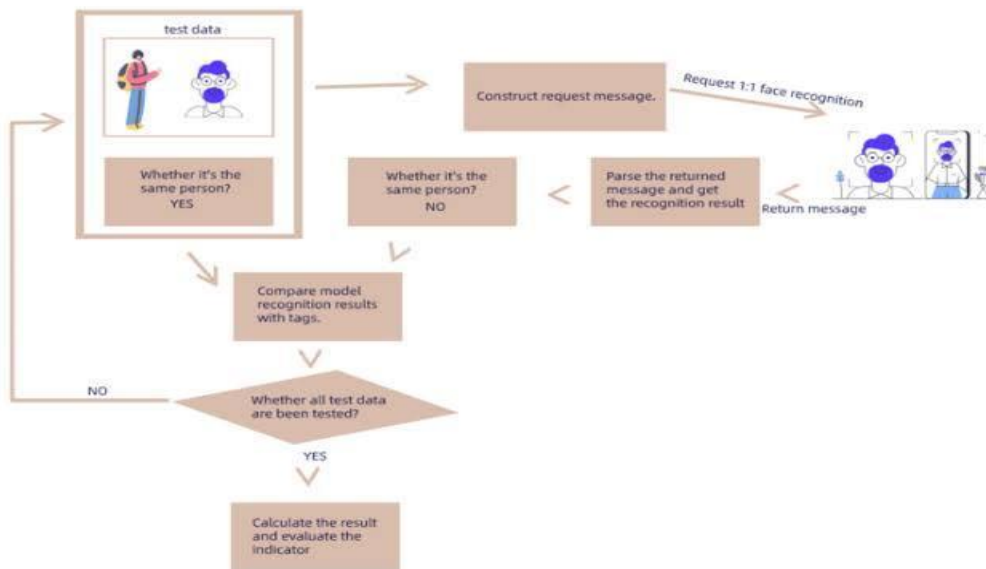 test data
Construct request message.
Request 1:1 face recognition
Whether it's the
same person?
YES
Whether it's the
same person?
NO
Parse the returned
message and get
the recognition result
Return message
Compare model
recognition results
with tags.
NO
Whether all test data
are been tested?
YES
Calculate the result
and evaluate the
indicator